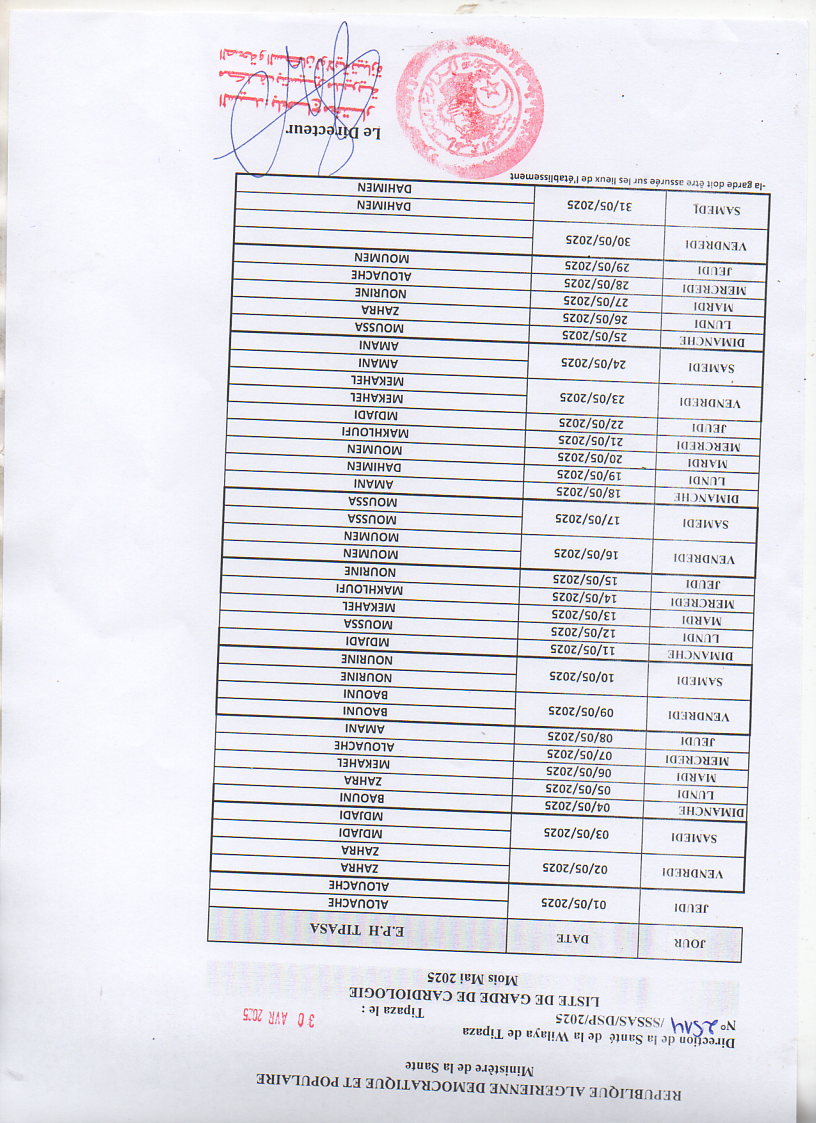 REPUBLIQUE ALGERIENNE DEMOCRATIQUE ET POPULAIRE
Ministère de la Sante
Direction de la Santé de la Wilaya de Tipaza
N° 2514 /SSSAS/DSP/2025
Tipaza le : 30 AVR 2025
LISTE DE GARDE DE CARDIOLOGIE
Mois Mai 2025
JOUR DATE E.P.H TIPASA
JEUDI 01/05/2025 ALOUACHE
ALOUACHE
VENDREDI 02/05/2025 ZAHRA
ZAHRA
SAMEDI 03/05/2025 MDJADI
MDJADI
DIMANCHE 04/05/2025 BAOUNI
LUNDI 05/05/2025 ZAHRA
MARDI 06/05/2025 MEKAHEL
MERCREDI 07/05/2025 ALOUACHE
JEUDI 08/05/2025 AMANI
VENDREDI 09/05/2025 BAOUNI
BAOUNI
SAMEDI 10/05/2025 NOURINE
NOURINE
DIMANCHE 11/05/2025 MDJADI
LUNDI 12/05/2025 MOUSSA
MARDI 13/05/2025 MEKAHEL
MERCREDI 14/05/2025 MAKHLOUFI
JEUDI 15/05/2025 NOURINE
VENDREDI 16/05/2025 MOUMEN
MOUMEN
SAMEDI 17/05/2025 MOUSSA
MOUSSA
DIMANCHE 18/05/2025 AMANI
LUNDI 19/05/2025 DAHIMEN
MARDI 20/05/2025 MOUMEN
MERCREDI 21/05/2025 MAKHLOUFI
JEUDI 22/05/2025 MDJADI
VENDREDI 23/05/2025 MEKAHEL
MEKAHEL
SAMEDI 24/05/2025 AMANI
AMANI
DIMANCHE 25/05/2025 MOUSSA
LUNDI 26/05/2025 ZAHRA
MARDI 27/05/2025 NOURINE
MERCREDI 28/05/2025 ALOUACHE
JEUDI 29/05/2025 MOUMEN
VENDREDI 30/05/2025
SAMEDI 31/05/2025 DAHIMEN
DAHIMEN
-la garde doit être assurée sur les lieux de l'établissement
Le Directeur
السيد. بلحاج مختار
مكلف بتسيير مديرية
الصحة و السكان لولاية تيبازة